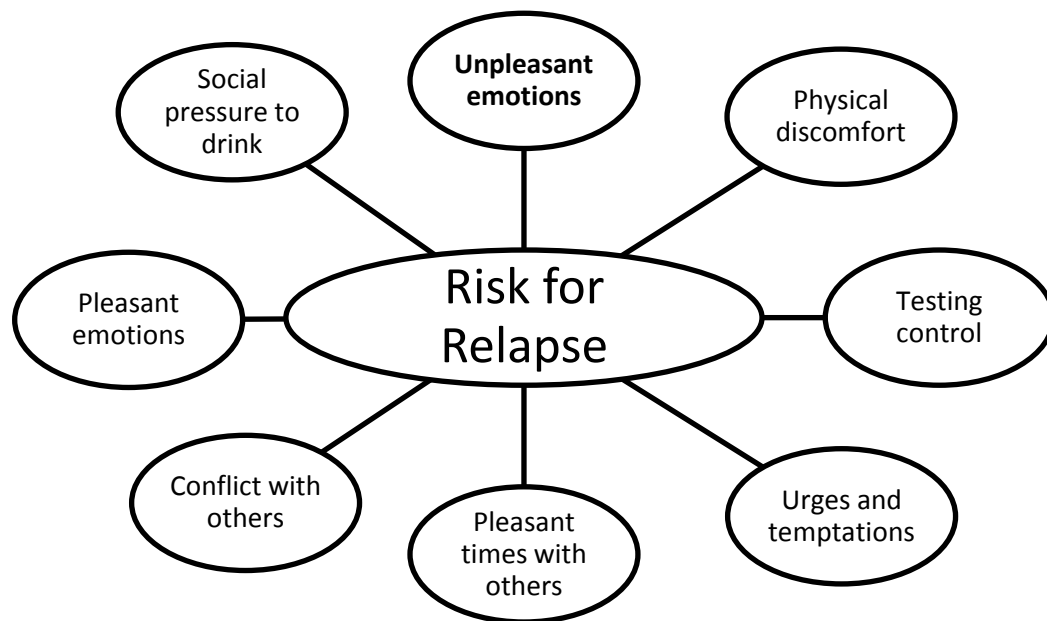 Unpleasant
emotions
Social
pressure to
drink
Physical
discomfort
Risk for
Relapse
Pleasant
emotions
Testing
control
Conflict with
others
Pleasant
times with
others
Urges and
temptations